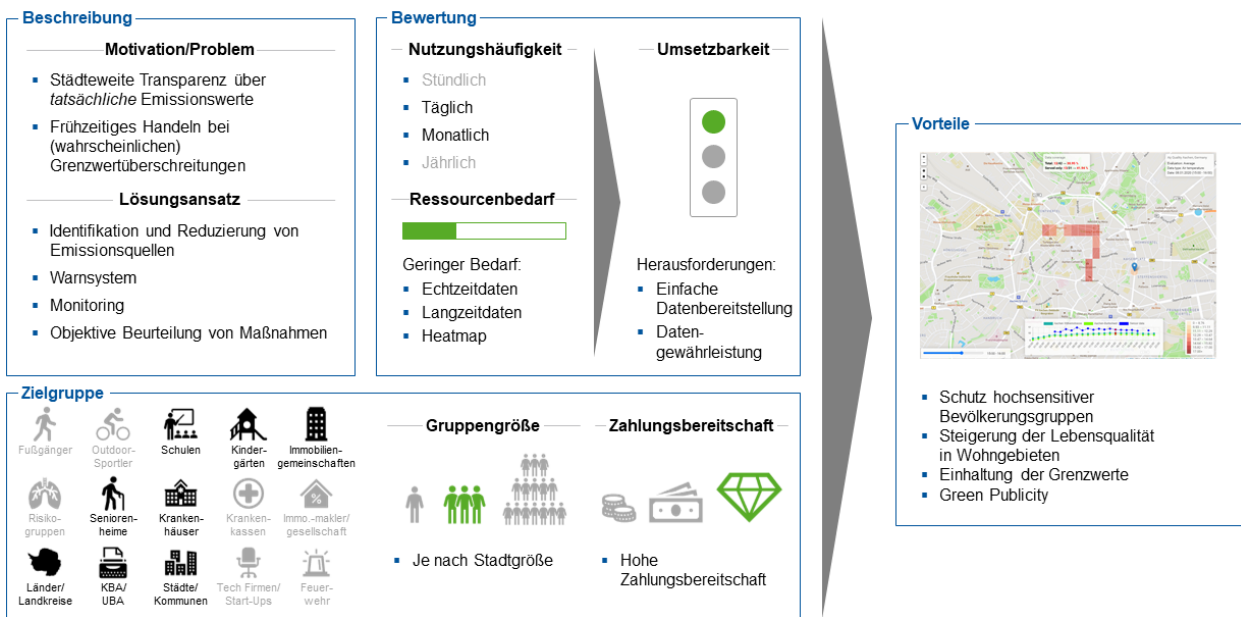 Beschreibung
Motivation/Problem
Städteweite Transparenz über
tatsächliche Emissionswerte
Frühzeitiges Handeln bei
(wahrscheinlichen)
Grenzwertüberschreitungen
Lösungsansatz
Identifikation und Reduzierung von
Emissionsquellen
Warnsystem
Monitoring
Objektive Beurteilung von Maßnahmen
Bewertung
Nutzungshäufigkeit
Stündlich
Täglich
Monatlich
Jährlich
Ressourcenbedarf
Geringer Bedarf:
Echtzeitdaten
Langzeitdaten
Heatmap
Umsetzbarkeit
Herausforderungen:
Einfache
Datenbereitstellung
Daten-
gewährleistung
Zielgruppe
Fußgänger
Outdoor-
Sportler
Schulen
Kinder-
gärten
Immobilien-
gemeinschaften
Risiko-
gruppen
Senioren-
heime
Kranken-
häuser
Kranken-
kassen
Immo.-makler/
gesellschaft
Länder/
Landkreise
KBA/
UBA
Städte/
Kommunen
Tech Firmen/
Start-Ups
Feuer-
wehr
Gruppengröße
Je nach Stadtgröße
Zahlungsbereitschaft
%
Hohe
Zahlungsbereitschaft
Vorteile
Schutz hochsensitiver
Bevölkerungsgruppen
Steigerung der Lebensqualität
in Wohngebieten
Einhaltung der Grenzwerte
Green Publicity